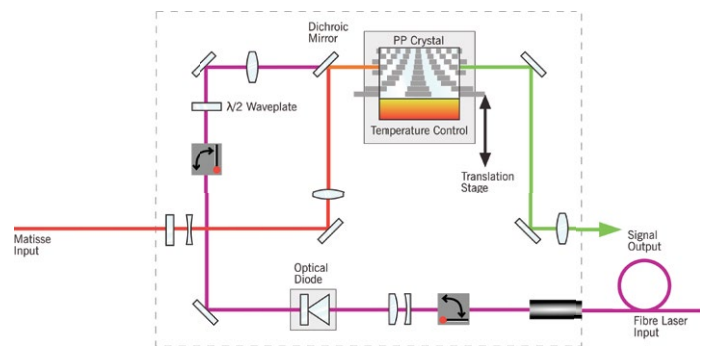 Dichroic
Mirror
PP Crystal
λ/2 Waveplate
Temperature Control
Translation
Stage
Matisse
Input
Signal
Output
Optical
Diode
Fibre Laser
Input